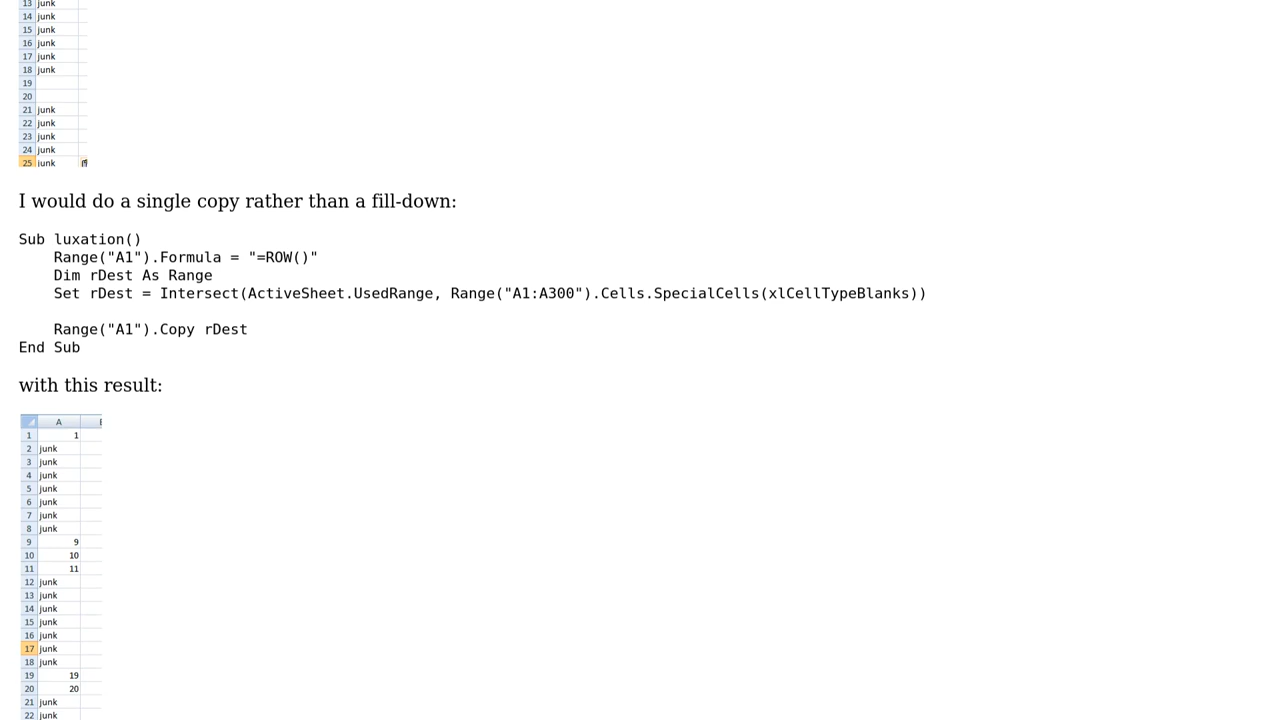 13 junk
14 junk
15 junk
16 junk
17 junk
18 junk
19
20
21 junk
22 junk
23 junk
24 junk
25 junk
I would do a single copy rather than a fill-down:
Sub luxation()
    Range("A1").Formula = "=ROW()"
    Dim rDest As Range
    Set rDest = Intersect(ActiveSheet.UsedRange, Range("A1:A300").Cells.SpecialCells(xlCellTypeBlanks))
    Range("A1").Copy rDest
End Sub
with this result:
A
1 1
2 junk
3 junk
4 junk
5 junk
6 junk
7 junk
8 junk
9 9
10 10
11 11
12 junk
13 junk
14 junk
15 junk
16 junk
17 junk
18 junk
19 19
20 20
21 junk
22 junk